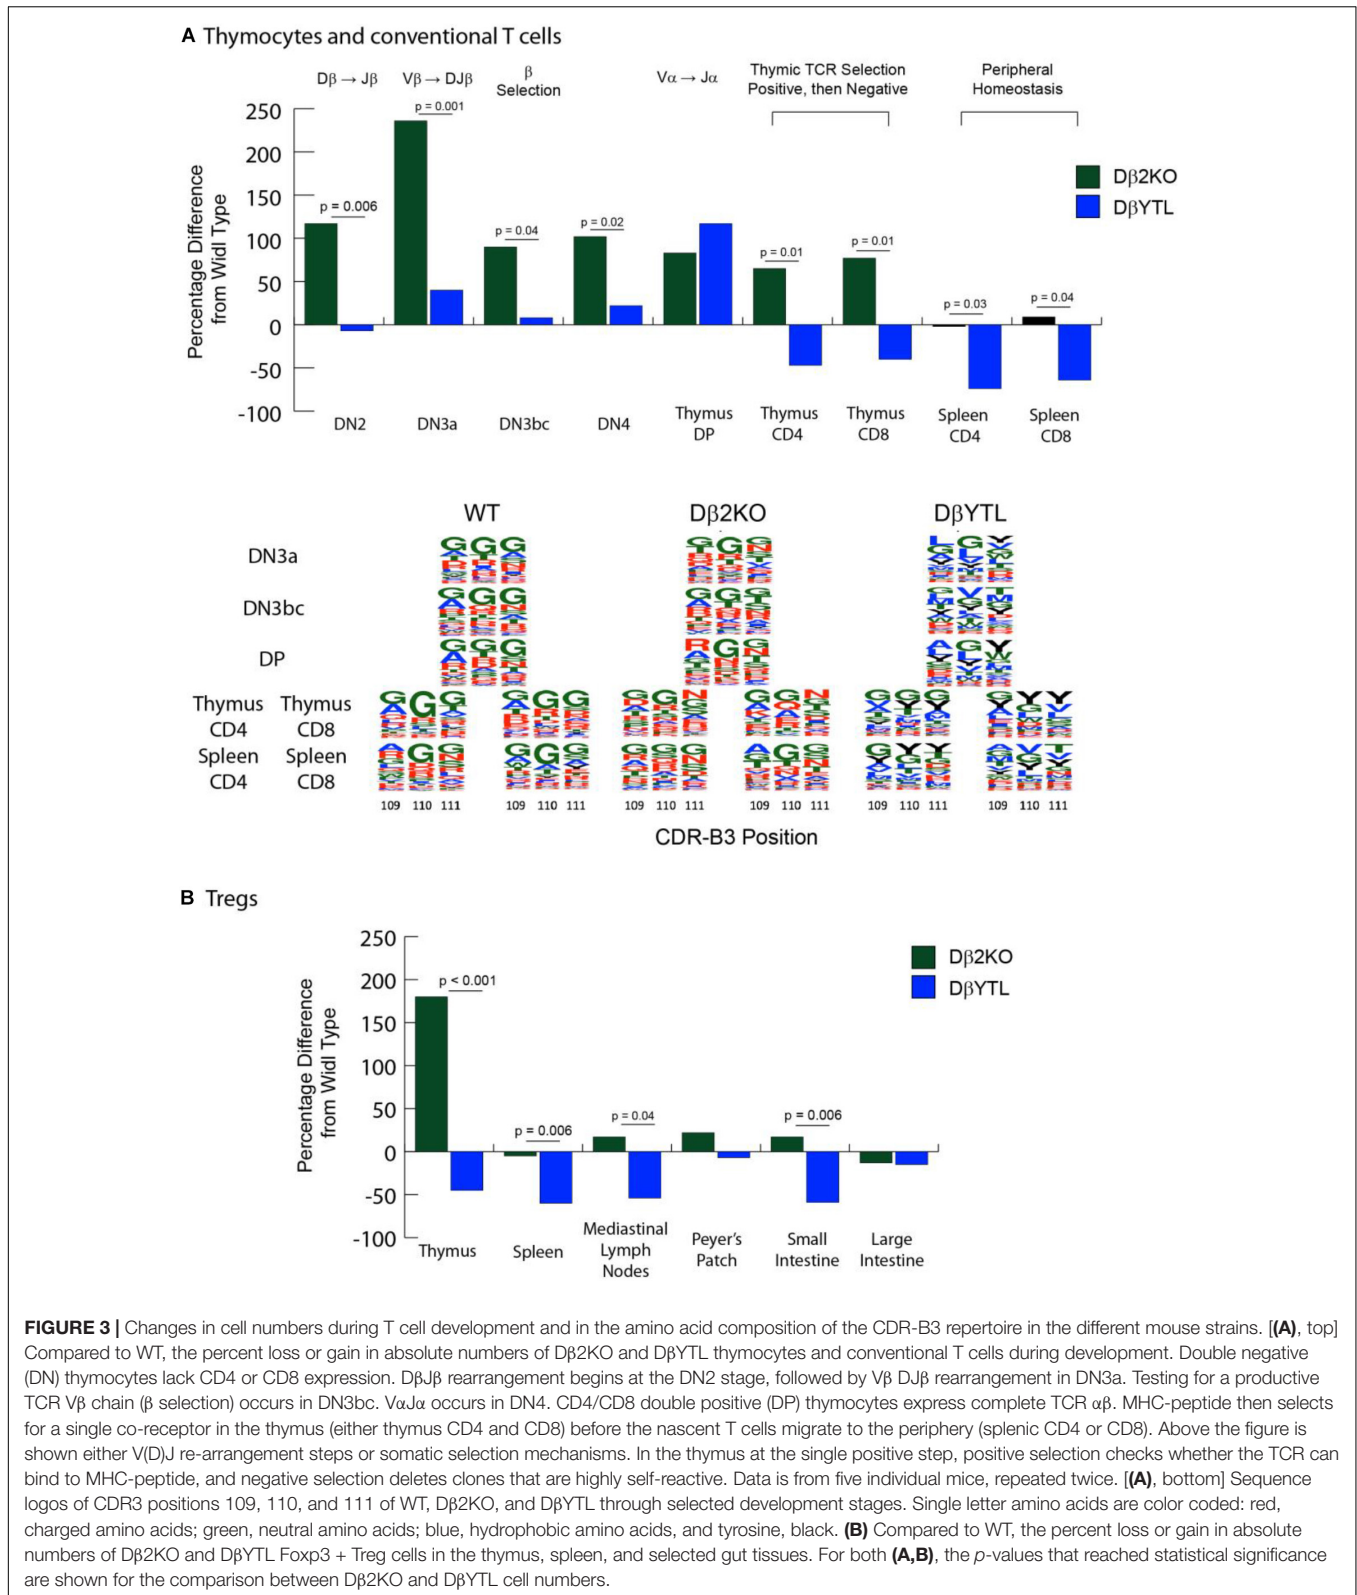 A Thymocytes and conventional T cells
Dβ → Jβ
Vβ → DJβ
β
Selection
Vα → Jα
Thymic TCR Selection
Positive, then Negative
Peripheral
Homeostasis
Percentage Difference
from Widl Type
250
200
150
100
50
0
-50
-100
p = 0.006
p = 0.001
p = 0.04
p = 0.02
p = 0.01
p = 0.01
p = 0.03
p = 0.04
Dβ2KO
DβYTL
DN2
DN3a
DN3bc
DN4
Thymus
DP
Thymus
CD4
Thymus
CD8
Spleen
CD4
Spleen
CD8
WT
Dβ2KO
DβYTL
DN3a
DN3bc
DP
Thymus Thymus
CD4 CD8
Spleen Spleen
CD4 CD8
109 110 111 109 110 111 109 110 111 109 110 111 109 110 111 109 110 111
CDR-B3 Position
B Tregs
Percentage Difference
from Widl Type
250
200
150
100
50
0
-50
-100
p < 0.001
p = 0.006
p = 0.04
p = 0.006
Dβ2KO
DβYTL
Thymus
Spleen
Mediastinal
Lymph
Nodes
Peyer's
Patch
Small
Intestine
Large
Intestine
FIGURE 3 | Changes in cell numbers during T cell development and in the amino acid composition of the CDR-B3 repertoire in the different mouse strains. [(A), top]
Compared to WT, the percent loss or gain in absolute numbers of Dβ2KO and DβYTL thymocytes and conventional T cells during development. Double negative
(DN) thymocytes lack CD4 or CD8 expression. DβJβ rearrangement begins at the DN2 stage, followed by Vβ DJβ rearrangement in DN3a. Testing for a productive
TCR Vβ chain (β selection) occurs in DN3bc. VαJα occurs in DN4. CD4/CD8 double positive (DP) thymocytes express complete TCR αβ. MHC-peptide then selects
for a single co-receptor in the thymus (either thymus CD4 and CD8) before the nascent T cells migrate to the periphery (splenic CD4 or CD8). Above the figure is
shown either V(D)J re-arrangement steps or somatic selection mechanisms. In the thymus at the single positive step, positive selection checks whether the TCR can
bind to MHC-peptide, and negative selection deletes clones that are highly self-reactive. Data is from five individual mice, repeated twice. [(A), bottom] Sequence
logos of CDR3 positions 109, 110, and 111 of WT, Dβ2KO, and DβYTL through selected development stages. Single letter amino acids are color coded: red,
charged amino acids; green, neutral amino acids; blue, hydrophobic amino acids, and tyrosine, black. (B) Compared to WT, the percent loss or gain in absolute
numbers of Dβ2KO and DβYTL Foxp3 + Treg cells in the thymus, spleen, and selected gut tissues. For both (A,B), the p-values that reached statistical significance
are shown for the comparison between Dβ2KO and DβYTL cell numbers.